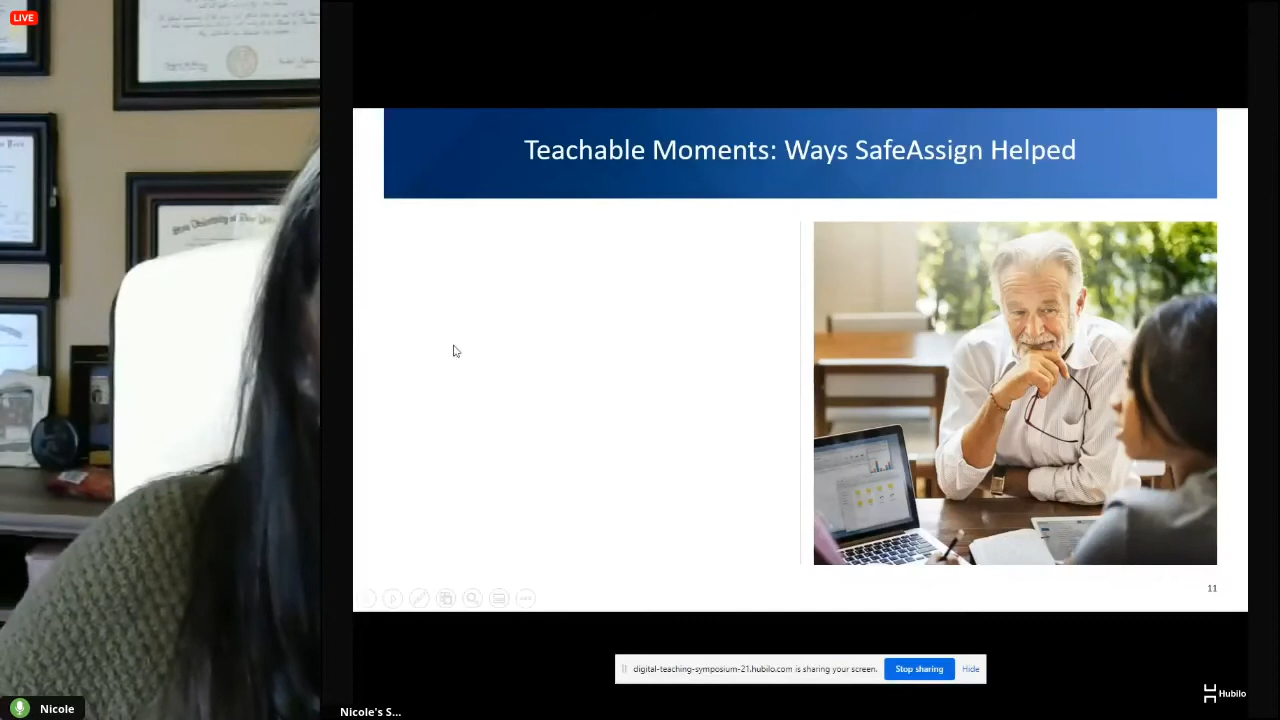 LIVE
Teachable Moments: Ways SafeAssign Helped
11
digital-teaching-symposium-21.hubilo.com is sharing your screen.
Stop sharing
Hide
Hubilo
Nicole
Nicole's S...